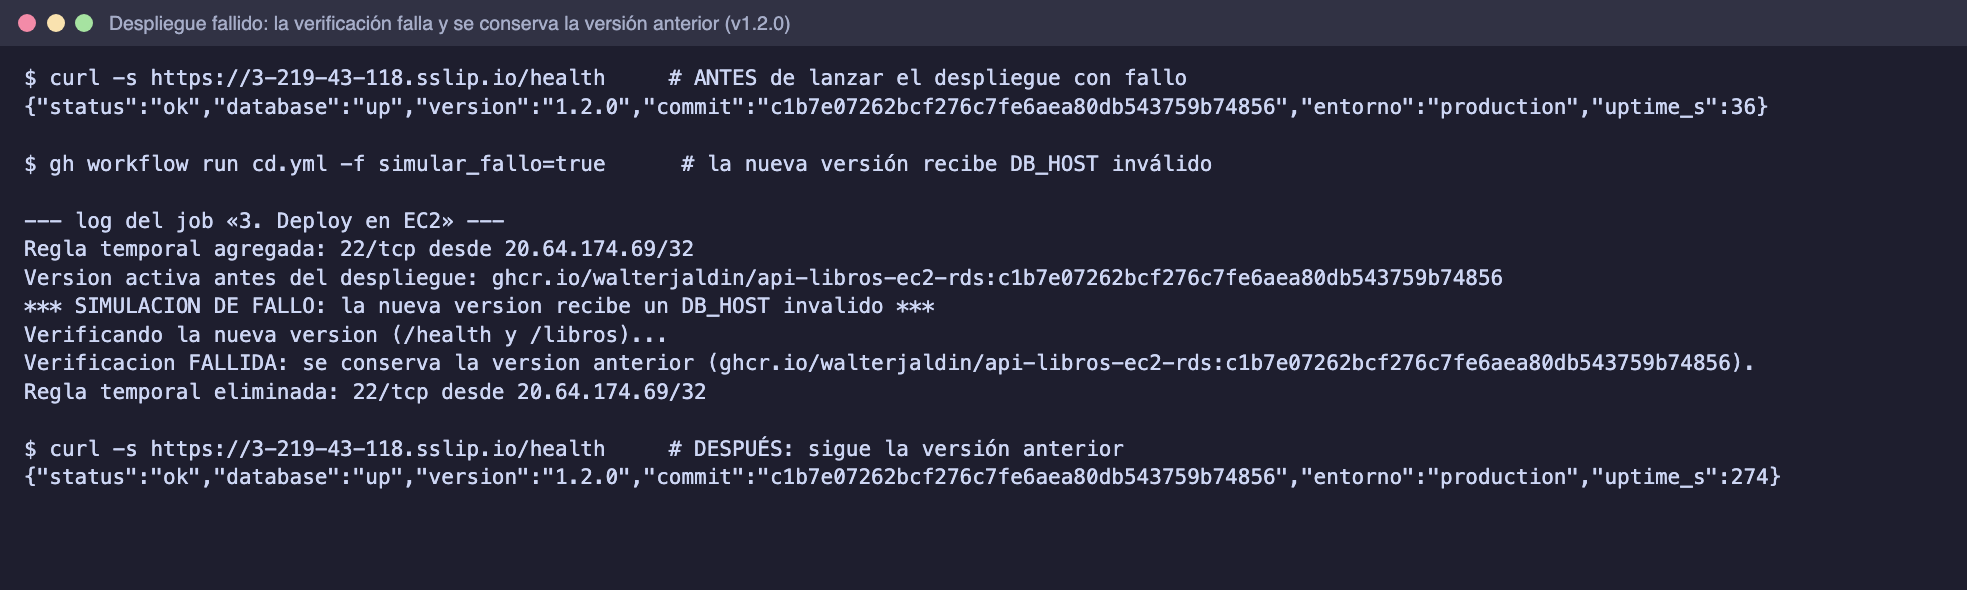 Despliegue fallido: la verificación falla y se conserva la versión anterior (v1.2.0)
$ curl -s https://3-219-43-118.sslip.io/health     # ANTES de lanzar el despliegue con fallo
{"status":"ok","database":"up","version":"1.2.0","commit":"c1b7e07262bcf276c7fe6aea80db543759b74856","entorno":"production","uptime_s":36}
$ gh workflow run cd.yml -f simular_fallo=true      # la nueva versión recibe DB_HOST inválido
--- log del job «3. Deploy en EC2» ---
Regla temporal agregada: 22/tcp desde 20.64.174.69/32
Version activa antes del despliegue: ghcr.io/walterjaldin/api-libros-ec2-rds:c1b7e07262bcf276c7fe6aea80db543759b74856
*** SIMULACION DE FALLO: la nueva version recibe un DB_HOST invalido ***
Verificando la nueva version (/health y /libros)...
Verificacion FALLIDA: se conserva la version anterior (ghcr.io/walterjaldin/api-libros-ec2-rds:c1b7e07262bcf276c7fe6aea80db543759b74856).
Regla temporal eliminada: 22/tcp desde 20.64.174.69/32
$ curl -s https://3-219-43-118.sslip.io/health     # DESPUÉS: sigue la versión anterior
{"status":"ok","database":"up","version":"1.2.0","commit":"c1b7e07262bcf276c7fe6aea80db543759b74856","entorno":"production","uptime_s":274}